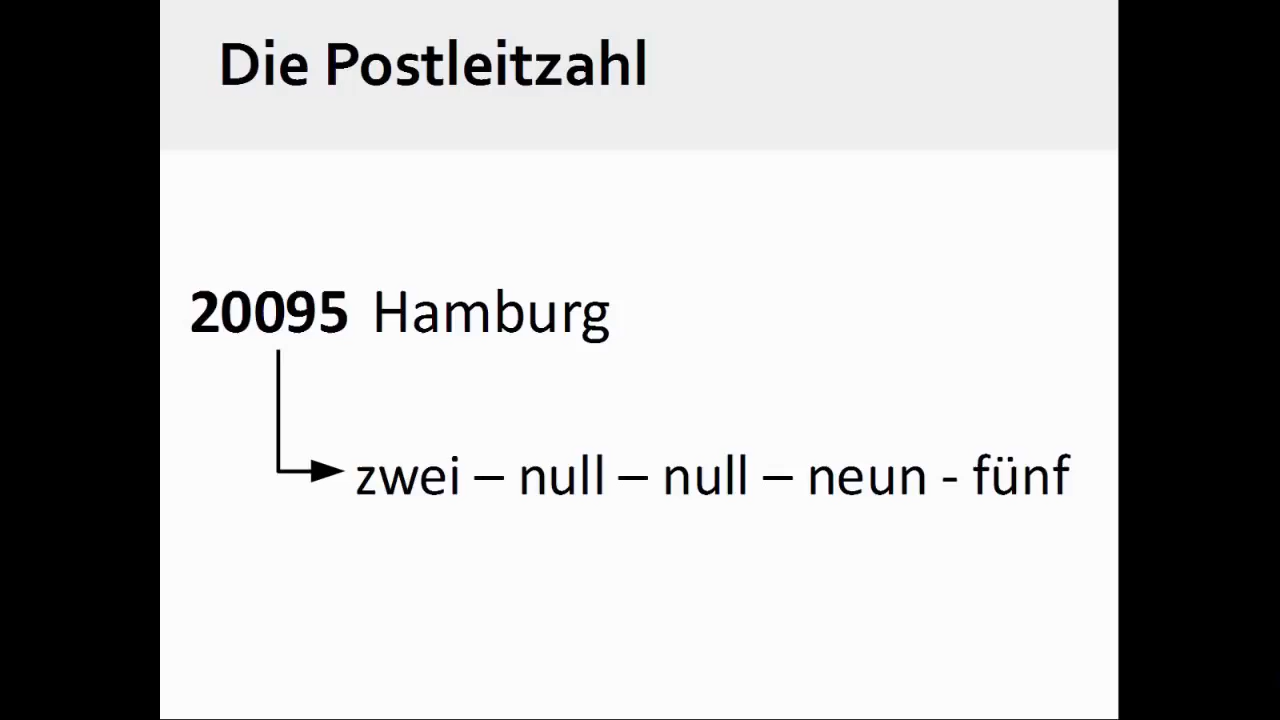 Die Postleitzahl
20095 Hamburg
zwei – null – null – neun - fünf